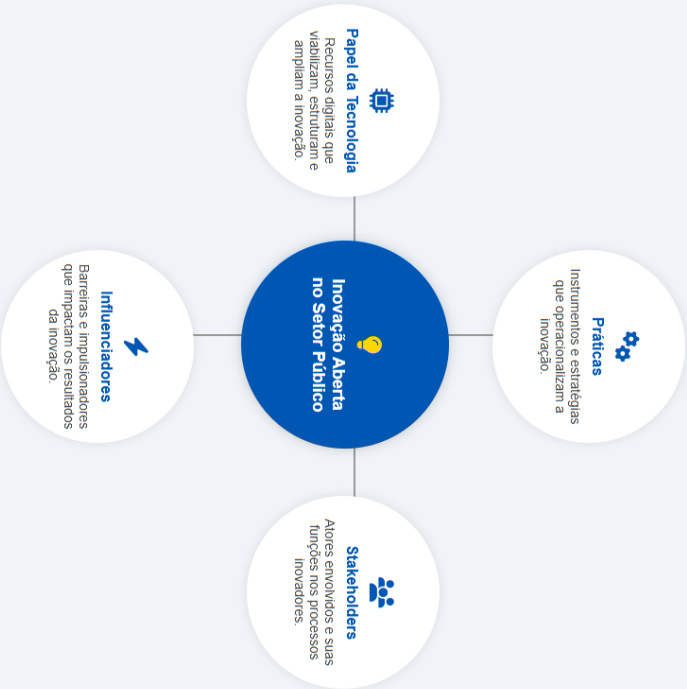 Práticas
Instrumentos e estratégias
que operacionalizam a
inovação.
Papel da Tecnologia
Recursos digitais que
viabilizam, estruturam e
ampliam a inovação.
Inovação Aberta
no Setor Público
Stakeholders
Atores envolvidos e suas
funções nos processos
inovadores.
Influenciadores
Barreiras e impulsionadores
que impactam os resultados
da inovação.